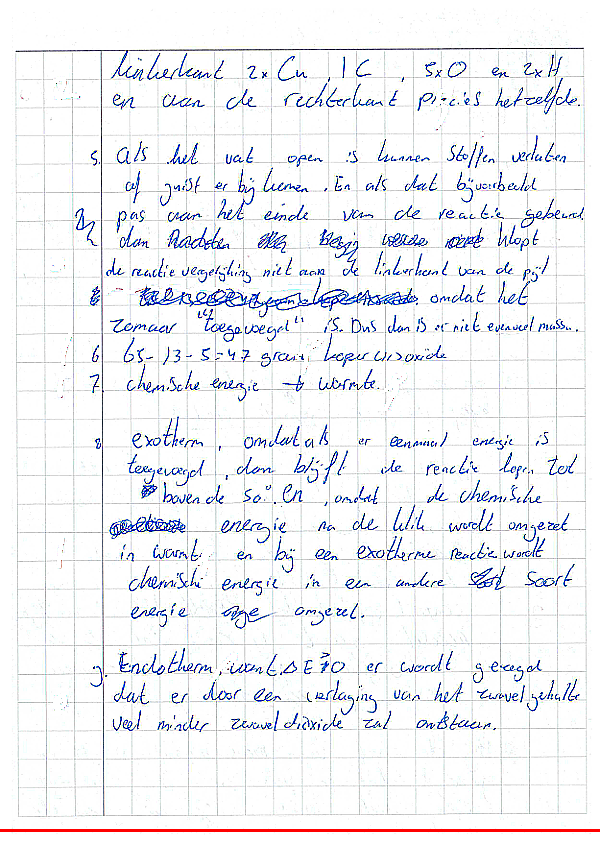 linkerkant 2x Cu, 1 C, 5x O en 2x H
en aan de rechterkant precies hetzelfde.
5. Als het vat open is kunnen stoffen verlaten
of juist er bij komen. En als dat bijvoorbeeld
pas aan het einde van de reactie gebeurd
dan klopt
de reactievergelijking niet aan de linkerkant van de pijl
omdat het
zomaar "toegevoegd" is. Dus dan is er niet evenveel massa.
6 65-13-5=47 gram koper(II)oxide
7. chemische energie → warmte.
8 exotherm, omdat als er eenmaal energie is
toegevoegd, dan blijft de reactie lopen tot
boven de 50°. En, omdat de chemische
energie na de klik wordt omgezet
in warmte en bij een exotherme reactie wordt
chemische energie in een andere soort
energie omgezet.
9. Endotherm, want ΔE>0 er wordt gezegd
dat er door een verlaging van het zwavelgehalte
veel minder zwaveldioxide zal ontstaan.